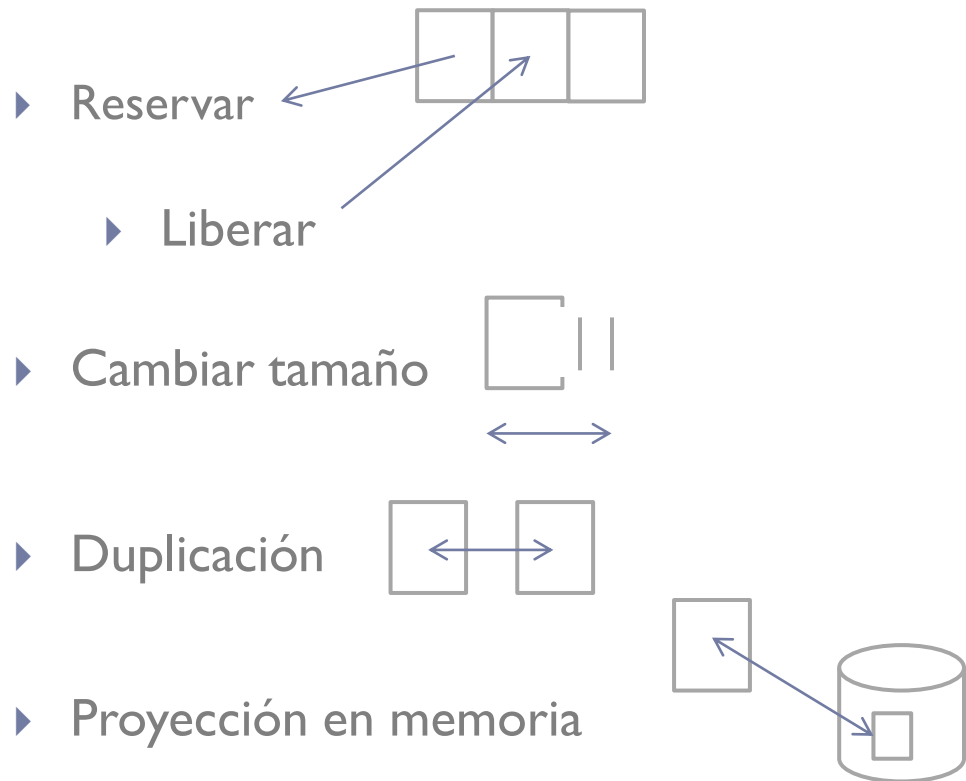 Reservar
Liberar
Cambiar tamaño
Duplicación
Proyección en memoria